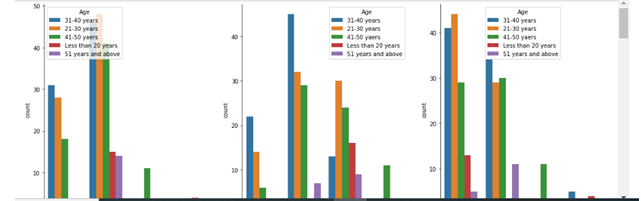 50
40
30
20
10
count
Age
31-40 years
21-30 years
41-50 yaers
Less than 20 years
51 years and above
40
30
20
10
count
Age
31-40 years
21-30 years
41-50 yaers
Less than 20 years
51 years and above
40
30
20
10
count
Age
31-40 years
21-30 years
41-50 yaers
Less than 20 years
51 years and above